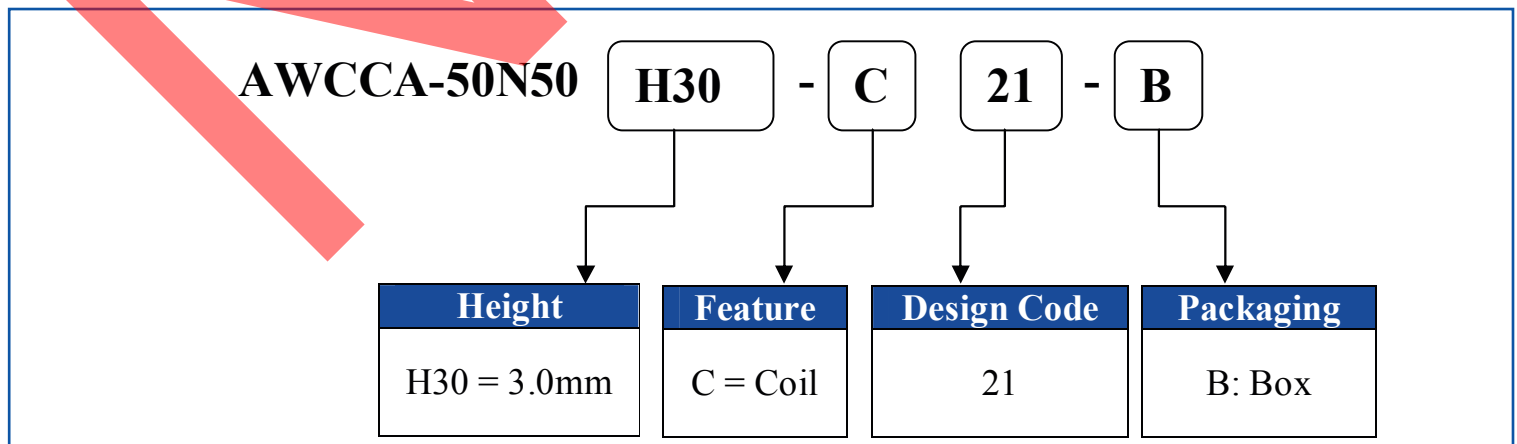 AWCCA-50N50 H30 - C 21 - B
Height Feature Design Code Packaging
H30 = 3.0mm C = Coil 21 B: Box